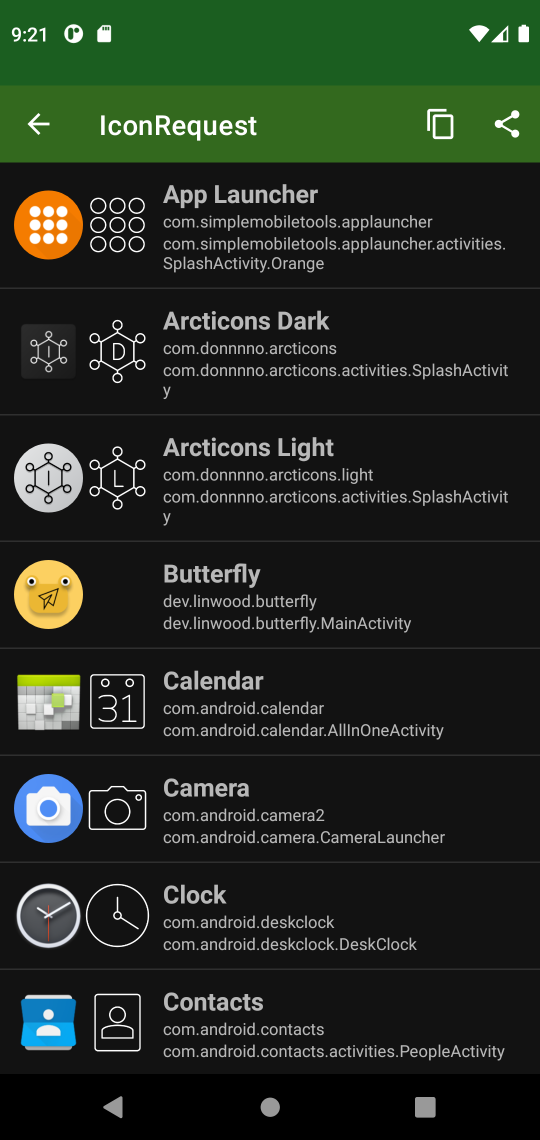 9:21
IconRequest
App Launcher
com.simplemobiletools.applauncher
com.simplemobiletools.applauncher.activities.
SplashActivity.Orange
Arcticons Dark
D
com.donnnno.arcticons
com.donnnno.arcticons.activities.SplashActivit
y
Arcticons Light
L
com.donnnno.arcticons.light
com.donnnno.arcticons.activities.SplashActivit
y
Butterfly
dev.linwood.butterfly
dev.linwood.butterfly.MainActivity
Calendar
31
com.android.calendar
com.android.calendar.AllInOneActivity
Camera
com.android.camera2
com.android.camera.CameraLauncher
Clock
com.android.deskclock
com.android.deskclock.DeskClock
Contacts
com.android.contacts
com.android.contacts.activities.PeopleActivity